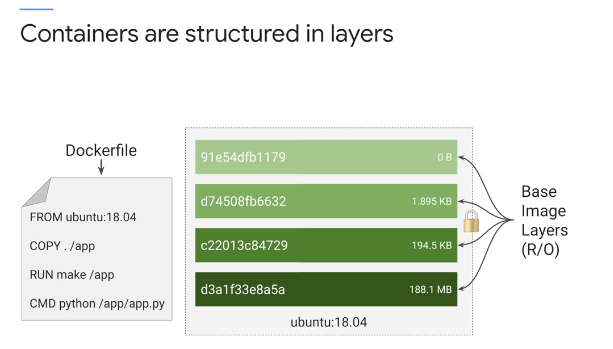 Containers are structured in layers
Dockerfile
FROM ubuntu:18.04
COPY . /app
RUN make /app
CMD python /app/app.py
91e54dfb1179 0 B
d74508fb6632 1.895 KB
c22013c84729 194.5 KB
d3a1f33e8a5a 188.1 MB
ubuntu:18.04
Base
Image
Layers
(R/O)